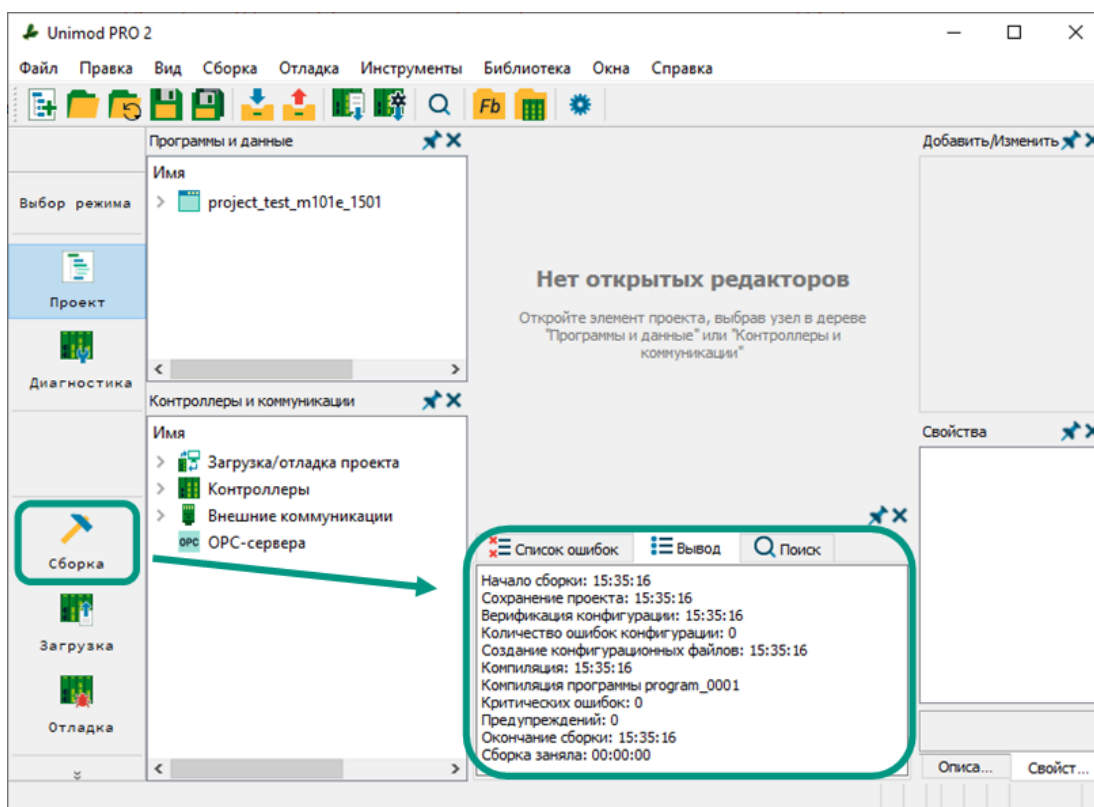 Unimod PRO 2
Файл Правка Вид Сборка Отладка Инструменты Библиотека Окна Справка
Fb
Выбор режима
Проект
Диагностика
Сборка
Загрузка
Отладка
Программы и данные
Имя
project_test_m101e_1501
Контроллеры и коммуникации
Имя
Загрузка/отладка проекта
Контроллеры
Внешние коммуникации
OPC OPC-сервера
Нет открытых редакторов
Откройте элемент проекта, выбрав узел в дереве
"Программы и данные" или "Контроллеры и
коммуникации"
Список ошибок Вывод Поиск
Начало сборки: 15:35:16
Сохранение проекта: 15:35:16
Верификация конфигурации: 15:35:16
Количество ошибок конфигурации: 0
Создание конфигурационных файлов: 15:35:16
Компиляция: 15:35:16
Компиляция программы program_0001
Критических ошибок: 0
Предупреждений: 0
Окончание сборки: 15:35:16
Сборка заняла: 00:00:00
Добавить/Изменить
Свойства
Описа... Свойст...